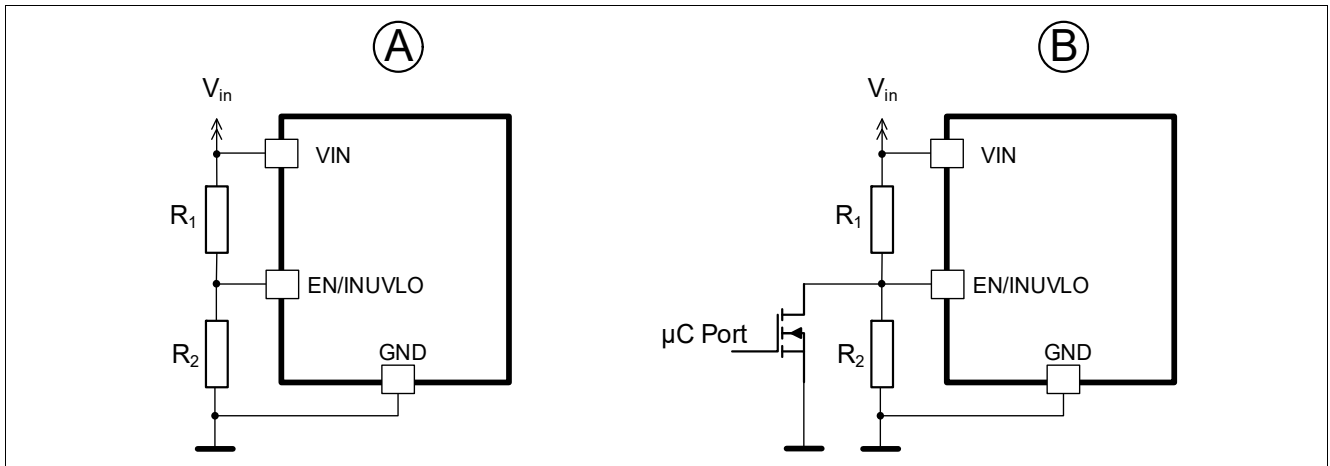 A
V_in
VIN
R_1
EN/INUVLO
R_2
GND
B
V_in
VIN
R_1
EN/INUVLO
µC Port
R_2
GND